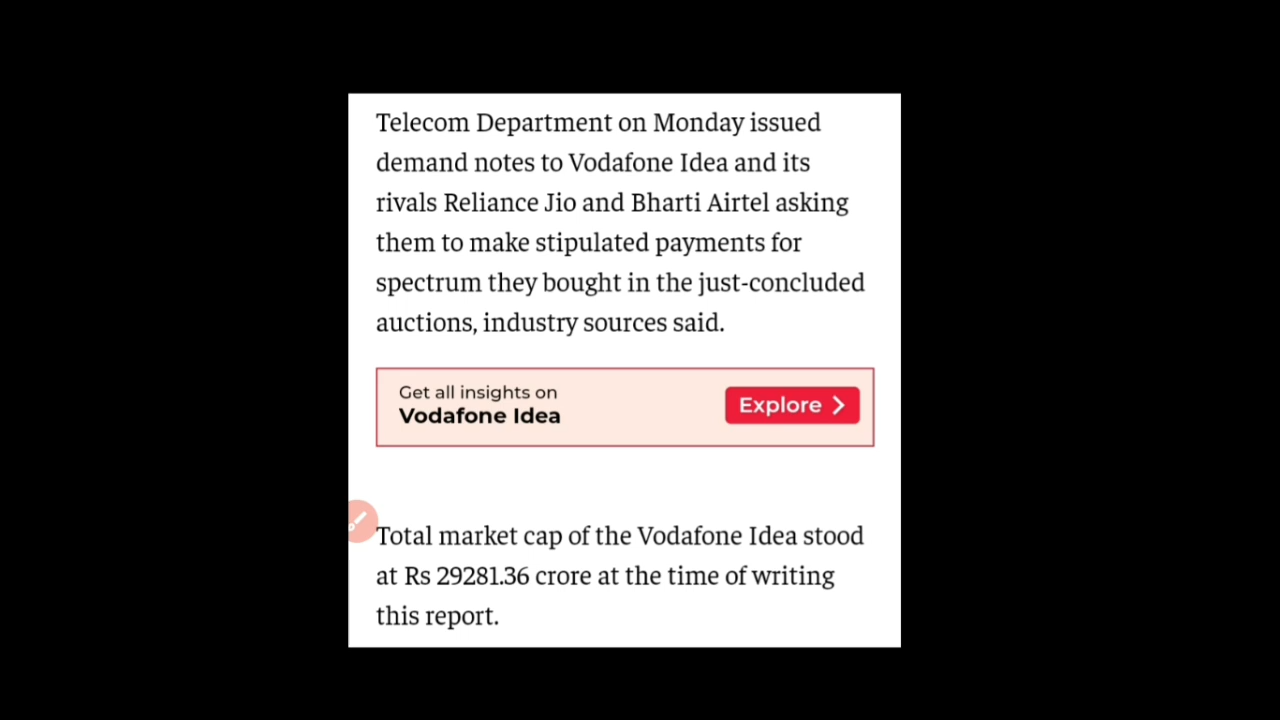 Telecom Department on Monday issued
demand notes to Vodafone Idea and its
rivals Reliance Jio and Bharti Airtel asking
them to make stipulated payments for
spectrum they bought in the just-concluded
auctions, industry sources said.
Get all insights on
Vodafone Idea
Explore
Total market cap of the Vodafone Idea stood
at Rs 29281.36 crore at the time of writing
this report.